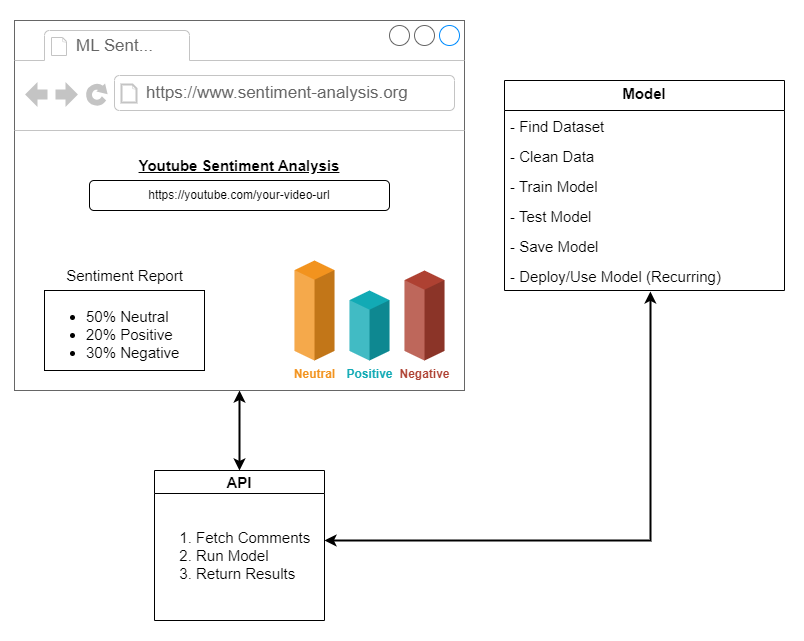 ML Sent...
https://www.sentiment-analysis.org
Youtube Sentiment Analysis
https://youtube.com/your-video-url
Sentiment Report
• 50% Neutral
• 20% Positive
• 30% Negative
Neutral Positive Negative
Model
- Find Dataset
- Clean Data
- Train Model
- Test Model
- Save Model
- Deploy/Use Model (Recurring)
API
1. Fetch Comments
2. Run Model
3. Return Results